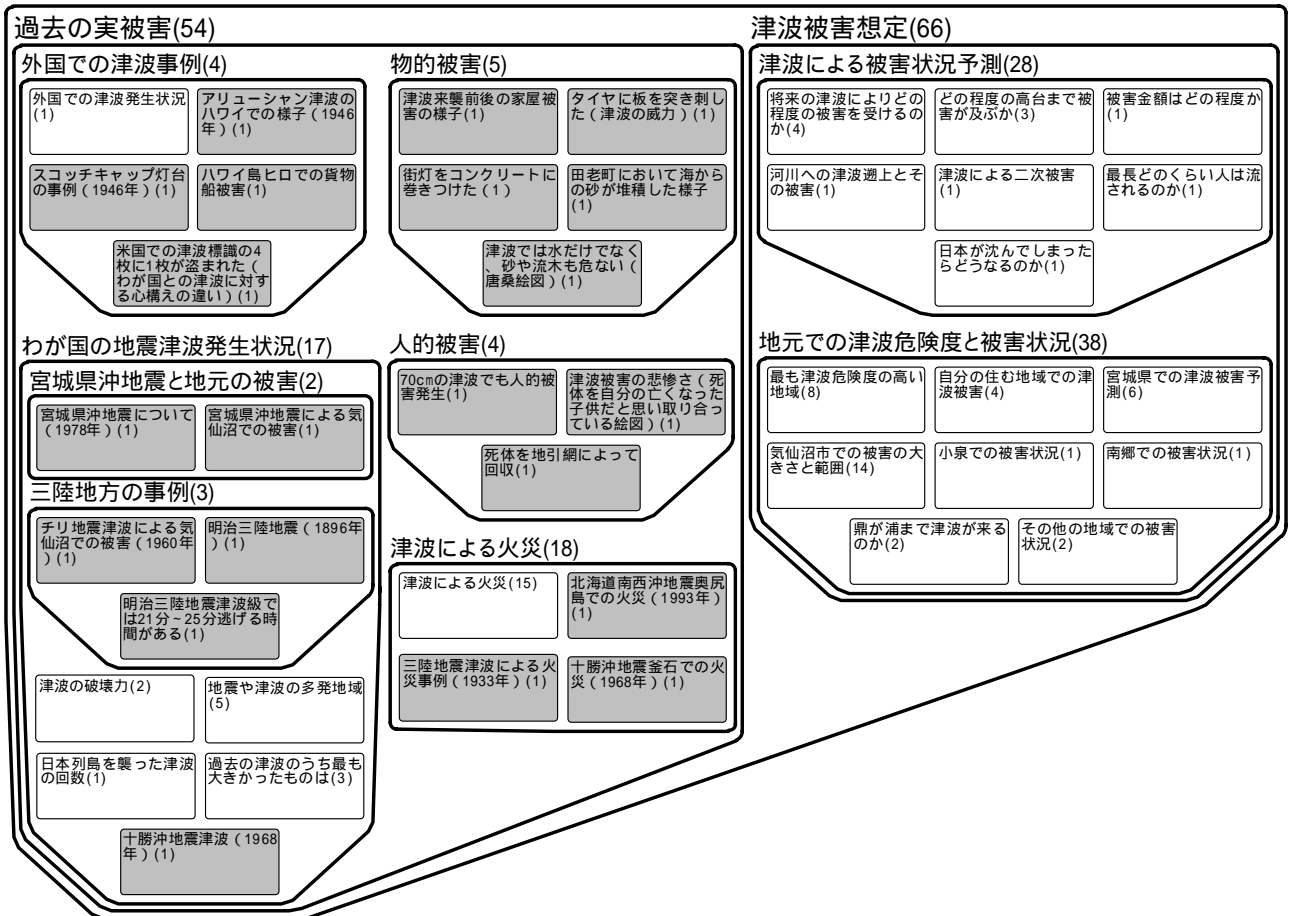 過去の実被害(54)
外国での津波事例(4)
外国での津波発生状況
(1)
アリューシャン津波の
ハワイでの様子(1946
年)(1)
スコッチキャップ灯台
の事例(1946年)(1)
ハワイ島ヒロでの貨物
船被害(1)
米国での津波標識の4
枚に1枚が盗まれた(
わが国との津波に対す
る心構えの違い)(1)
物的被害(5)
津波来襲前後の家屋被
害の様子(1)
タイヤに板を突き刺し
た(津波の威力)(1)
街灯をコンクリートに
巻きつけた(1)
田老町において海から
の砂が堆積した様子
(1)
津波では水だけでなく
、砂や流木も危ない(
唐桑絵図)(1)
わが国の地震津波発生状況(17)
宮城県沖地震と地元の被害(2)
宮城県沖地震について
(1978年)(1)
宮城県沖地震による気
仙沼での被害(1)
三陸地方の事例(3)
チリ地震津波による気
仙沼での被害(1960年
)(1)
明治三陸地震(1896年
)(1)
明治三陸地震津波級で
は21分~25分逃げる時
間がある(1)
津波の破壊力(2)
地震や津波の多発地域
(5)
日本列島を襲った津波
の回数(1)
過去の津波のうち最も
大きかったものは(3)
十勝沖地震津波(1968
年)(1)
人的被害(4)
70cmの津波でも人的被
害発生(1)
津波被害の悲惨さ(死
体を自分の亡くなった
子供だと思い取り合っ
ている絵図)(1)
死体を地引網によって
回収(1)
津波による火災(18)
津波による火災(15)
北海道南西沖地震奥尻
島での火災(1993年)
(1)
三陸地震津波による火
災事例(1933年)(1)
十勝沖地震釜石での火
災(1968年)(1)
津波被害想定(66)
津波による被害状況予測(28)
将来の津波によりどの
程度の被害を受けるの
か(4)
どの程度の高台まで被
害が及ぶか(3)
被害金額はどの程度か
(1)
河川への津波遡上とそ
の被害(1)
津波による二次被害
(1)
最長どのくらい人は流
されるのか(1)
日本が沈んでしまった
らどうなるのか(1)
地元での津波危険度と被害状況(38)
最も津波危険度の高い
地域(8)
自分の住む地域での津
波被害(4)
宮城県での津波被害予
測(6)
気仙沼市での被害の大
きさと範囲(14)
小泉での被害状況(1)
南郷での被害状況(1)
鼎が浦まで津波が来る
のか(2)
その他の地域での被害
状況(2)